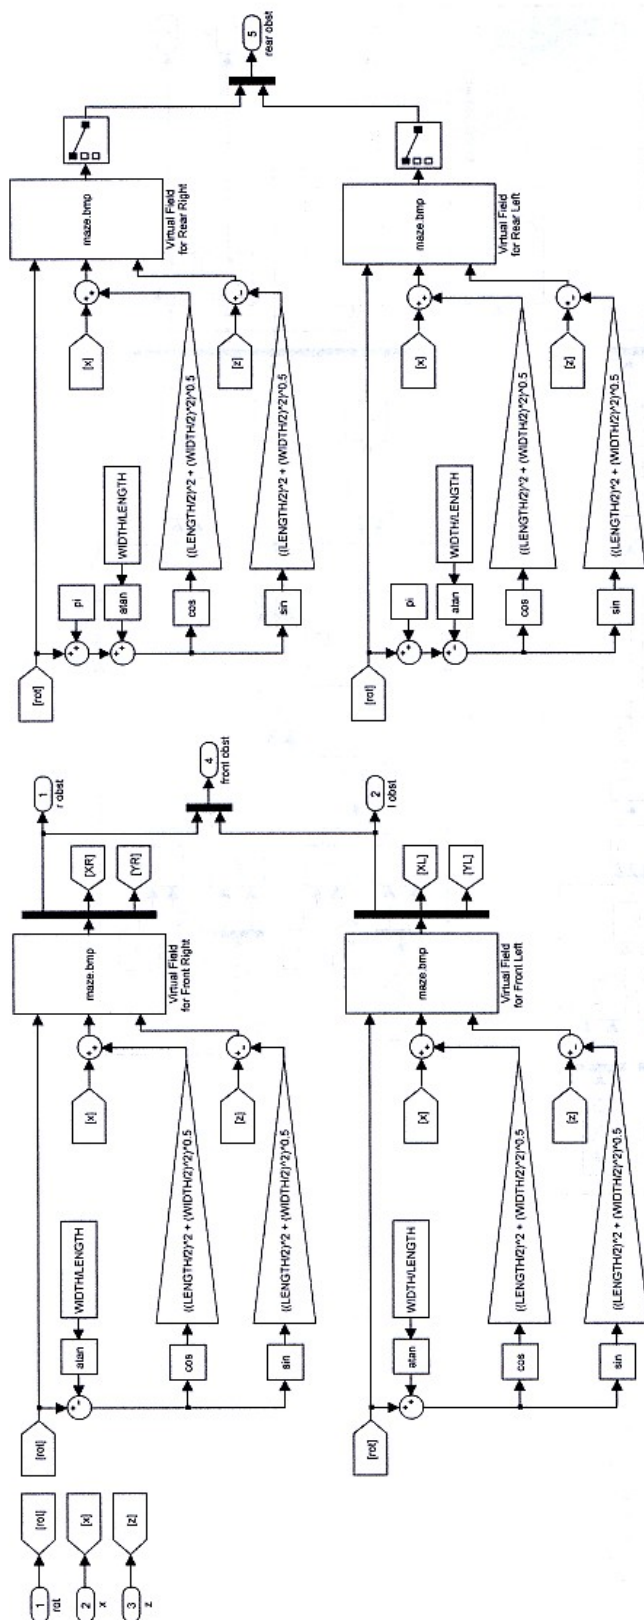 1
rot
[rot]
2
x
[x]
3
z
[z]
[rot]
+-
atan
WIDTH/LENGTH
cos
((LENGTH/2)^2 + (WIDTH/2)^2)^0.5
sin
((LENGTH/2)^2 + (WIDTH/2)^2)^0.5
[x]
++
[z]
+-
maze.bmp
Virtual Field
for Front Right
[XR]
[YR]
1
r obst
[rot]
++
atan
WIDTH/LENGTH
cos
((LENGTH/2)^2 + (WIDTH/2)^2)^0.5
sin
((LENGTH/2)^2 + (WIDTH/2)^2)^0.5
[x]
++
[z]
+-
maze.bmp
Virtual Field
for Front Left
[XL]
[YL]
2
l obst
4
front obst
[rot]
++
pi
++
atan
WIDTH/LENGTH
cos
((LENGTH/2)^2 + (WIDTH/2)^2)^0.5
sin
((LENGTH/2)^2 + (WIDTH/2)^2)^0.5
[x]
++
[z]
+-
maze.bmp
Virtual Field
for Rear Right
[rot]
++
pi
+-
atan
WIDTH/LENGTH
cos
((LENGTH/2)^2 + (WIDTH/2)^2)^0.5
sin
((LENGTH/2)^2 + (WIDTH/2)^2)^0.5
[x]
++
[z]
+-
maze.bmp
Virtual Field
for Rear Left
5
rear obst